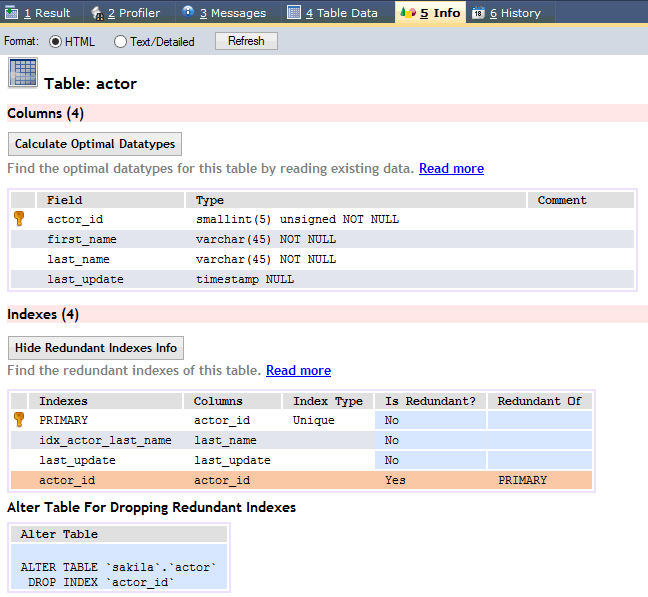 1 Result 2 Profiler 3 Messages 4 Table Data 5 Info 18 6 History
Format: HTML Text/Detailed Refresh
Table: actor
Columns (4)
Calculate Optimal Datatypes
Find the optimal datatypes for this table by reading existing data. Read more
Field Type Comment
actor_id smallint(5) unsigned NOT NULL
first_name varchar(45) NOT NULL
last_name varchar(45) NOT NULL
last_update timestamp NULL
Indexes (4)
Hide Redundant Indexes Info
Find the redundant indexes of this table. Read more
Indexes Columns Index Type Is Redundant? Redundant Of
PRIMARY actor_id Unique No
idx_actor_last_name last_name No
last_update last_update No
actor_id actor_id Yes PRIMARY
Alter Table For Dropping Redundant Indexes
Alter Table
ALTER TABLE `sakila`.`actor`
DROP INDEX `actor_id`